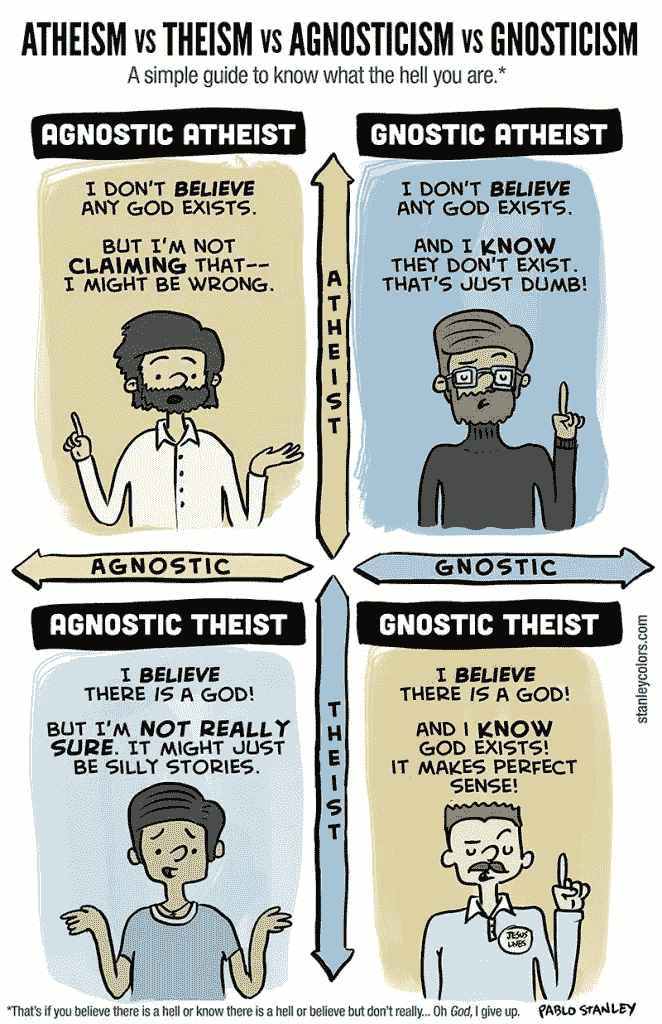 ATHEISM VS THEISM VS AGNOSTICISM VS GNOSTICISM
A simple guide to know what the hell you are.*
AGNOSTIC ATHEIST
I DON'T BELIEVE
ANY GOD EXISTS.
BUT I'M NOT
CLAIMING THAT--
I MIGHT BE WRONG.
GNOSTIC ATHEIST
I DON'T BELIEVE
ANY GOD EXISTS.
AND I KNOW
THEY DON'T EXIST.
THAT'S JUST DUMB!
ATHEIST
AGNOSTIC
GNOSTIC
AGNOSTIC THEIST
I BELIEVE
THERE IS A GOD!
BUT I'M NOT REALLY
SURE. IT MIGHT JUST
BE SILLY STORIES.
THEIST
GNOSTIC THEIST
I BELIEVE
THERE IS A GOD!
AND I KNOW
GOD EXISTS!
IT MAKES PERFECT
SENSE!
JESUS
LIVES
stanleycolors.com
*That's if you believe there is a hell or know there is a hell or believe but don't really... Oh God, I give up.
PABLO STANLEY